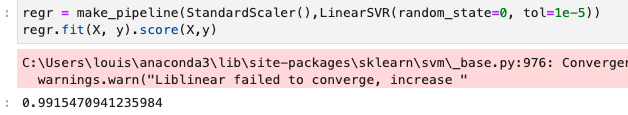 regr = make_pipeline(StandardScaler(),LinearSVR(random_state=0, tol=1e-5))
regr.fit(X, y).score(X,y)
C:\Users\louis\anaconda3\lib\site-packages\sklearn\svm\_base.py:976: Converger
warnings.warn("Liblinear failed to converge, increase "
: 0.9915470941235984